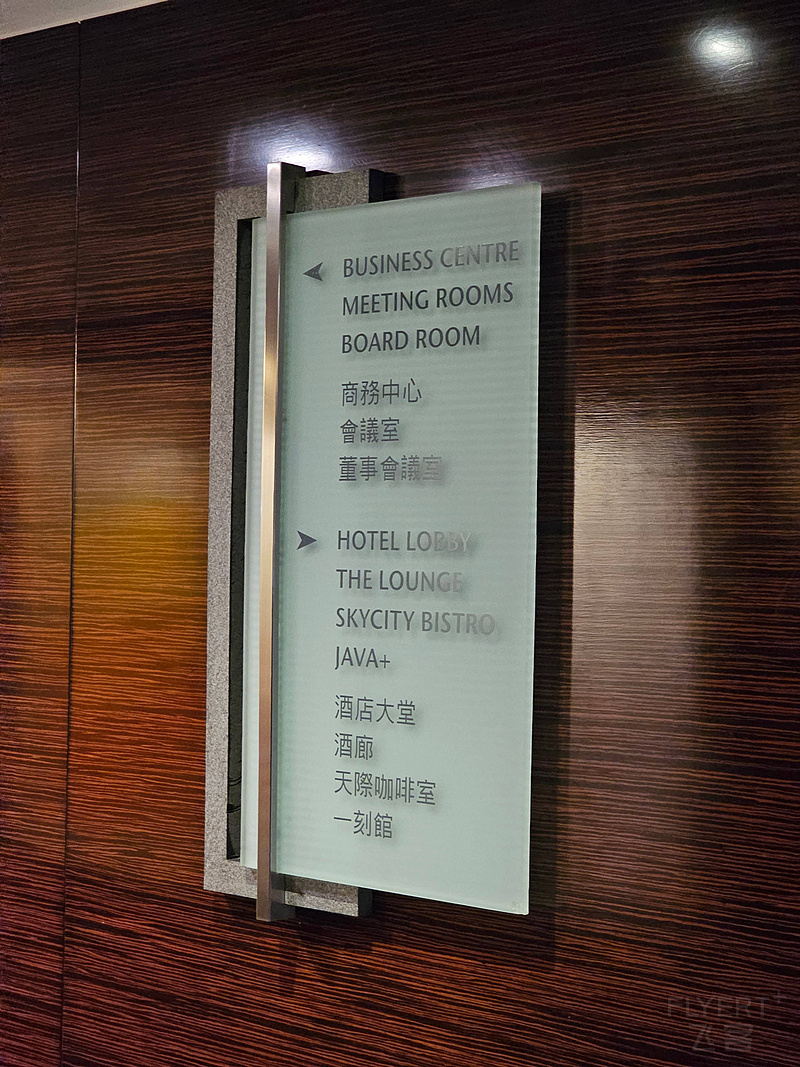 BUSINESS CENTRE
MEETING ROOMS
BOARD ROOM
商務中心
會議室
董事會議室
HOTEL LOBBY
THE LOUNGE
SKYCITY BISTRO
JAVA+
酒店大堂
酒廊
天際咖啡室
一刻館
FLYERT+
飞客